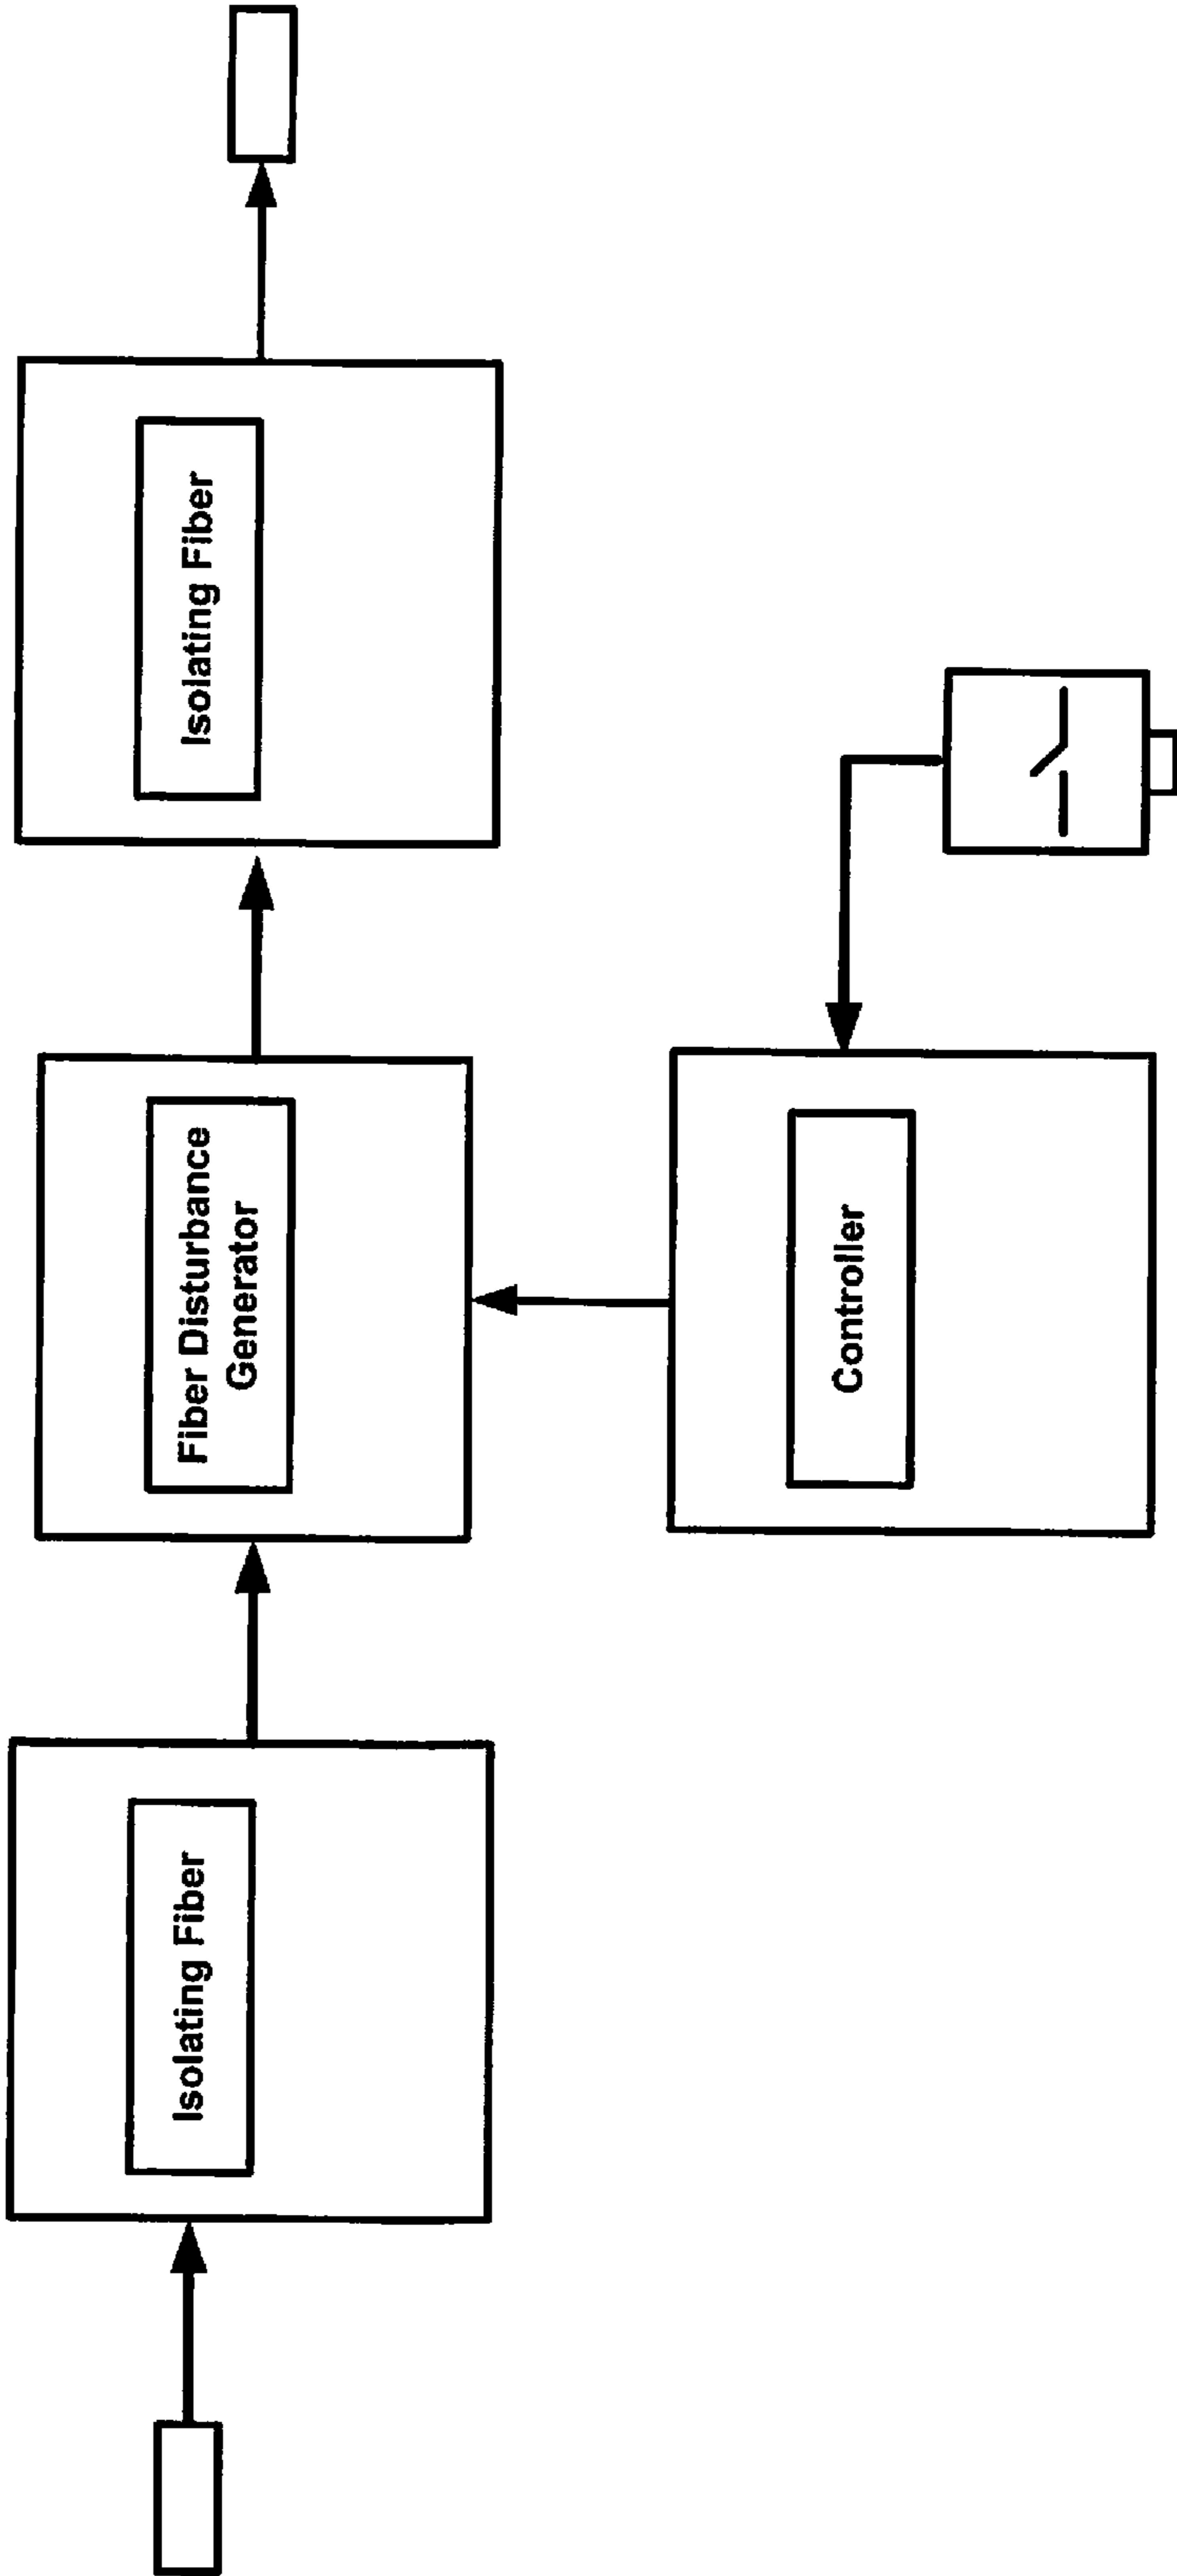 Isolating Fiber
Fiber Disturbance
Generator
Isolating Fiber
Controller